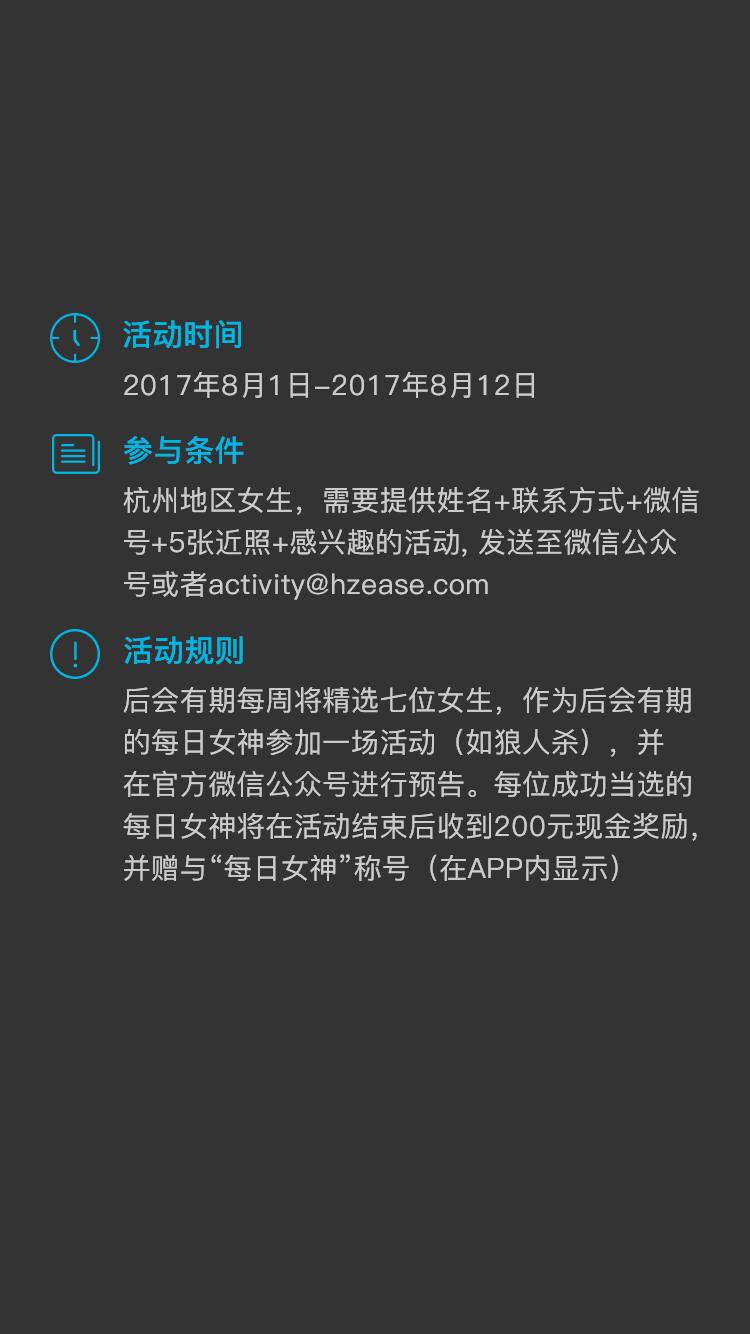 活动时间
2017年8月1日–2017年8月12日
参与条件
杭州地区女生，需要提供姓名+联系方式+微信
号+5张近照+感兴趣的活动, 发送至微信公众
号或者activity@hzease.com
活动规则
后会有期每周将精选七位女生，作为后会有期
的每日女神参加一场活动（如狼人杀），并
在官方微信公众号进行预告。每位成功当选的
每日女神将在活动结束后收到200元现金奖励，
并赠与“每日女神”称号（在APP内显示）